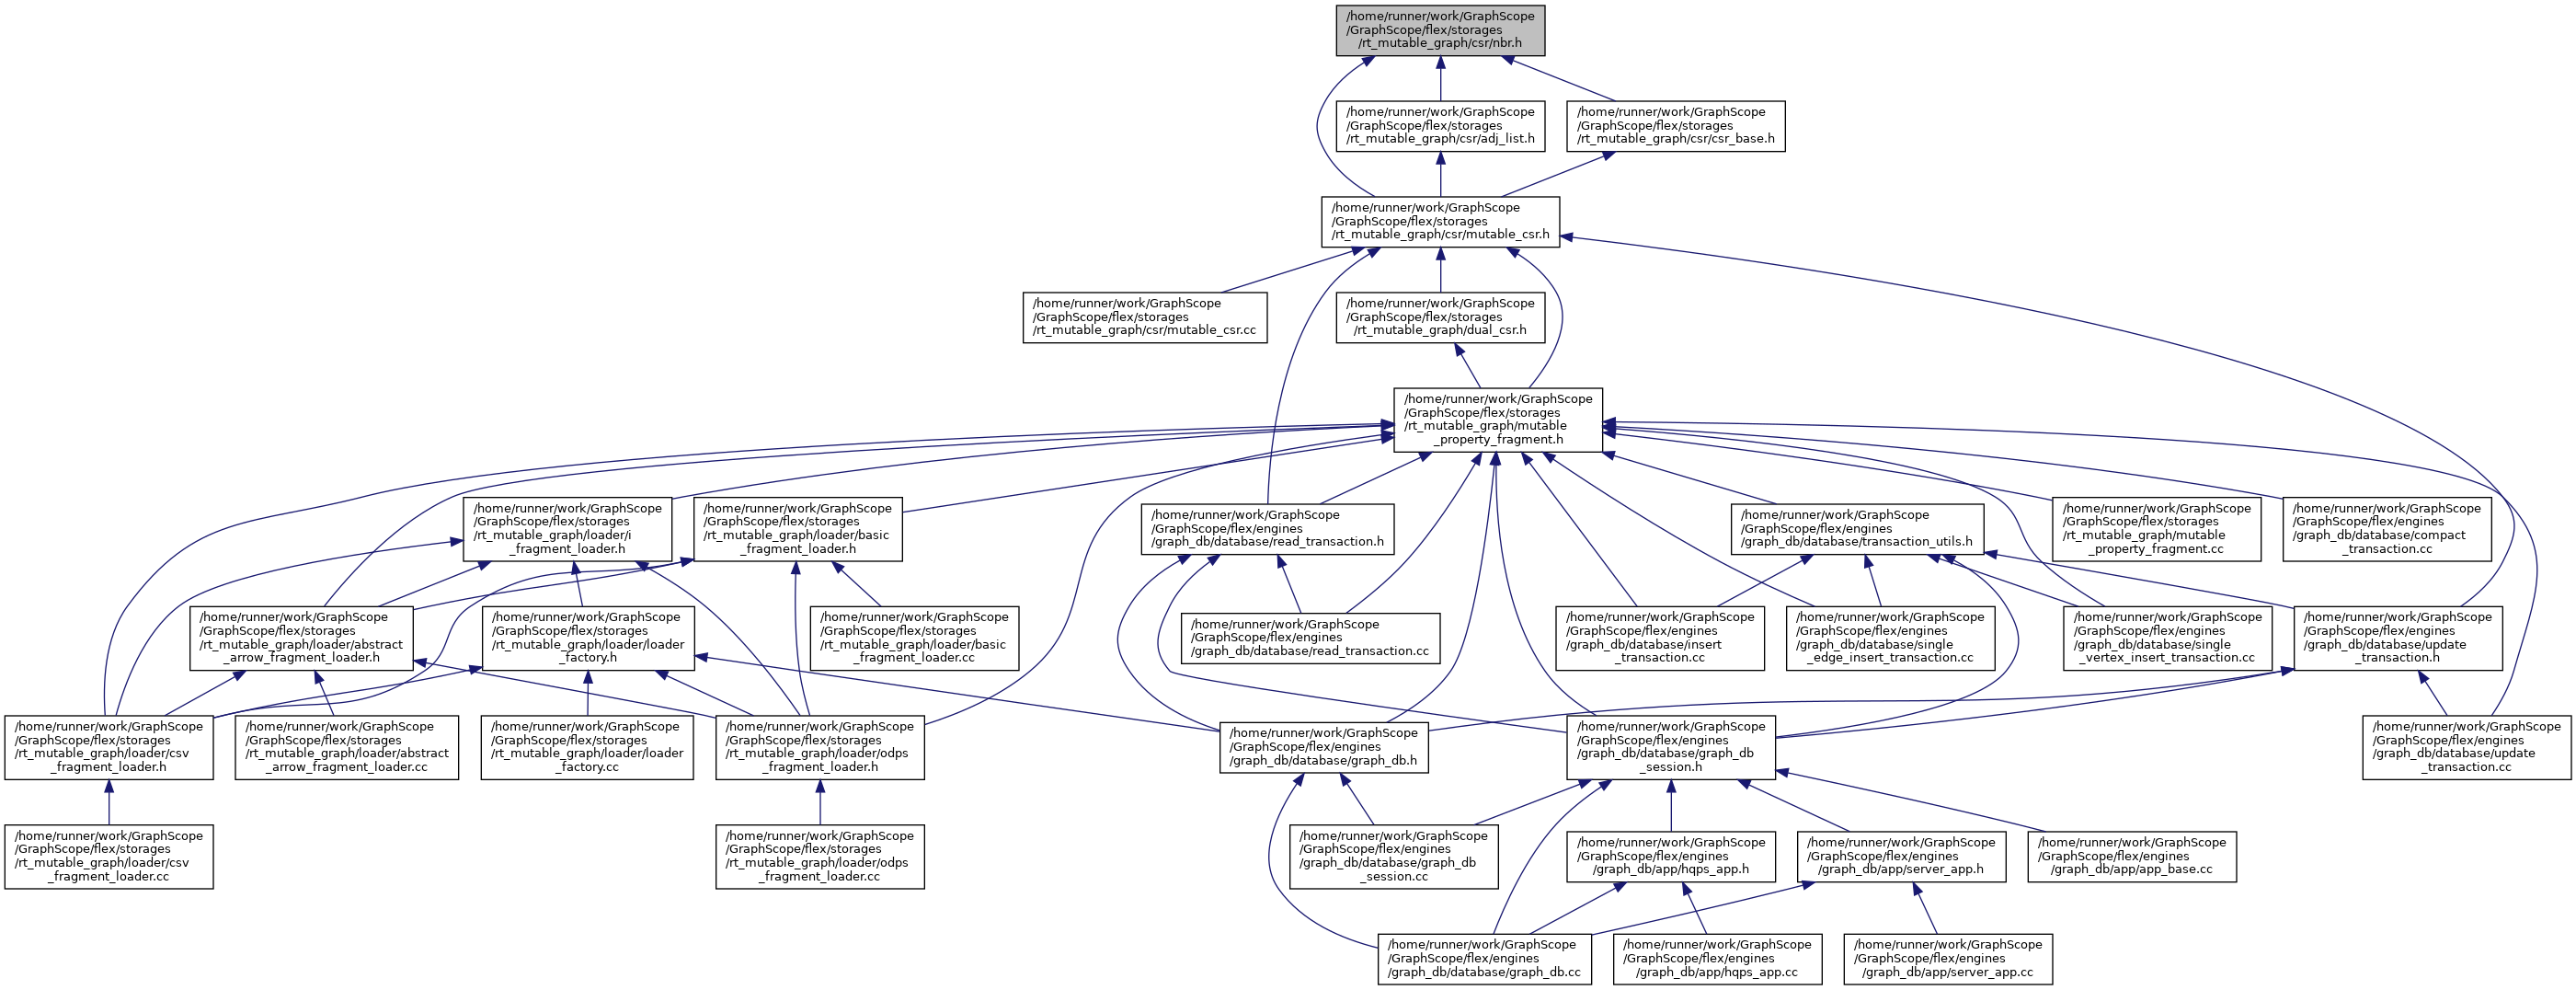 /home/runner/work/GraphScope
/GraphScope/flex/storages
/rt_mutable_graph/csr/nbr.h
/home/runner/work/GraphScope
/GraphScope/flex/storages
/rt_mutable_graph/csr/adj_list.h
/home/runner/work/GraphScope
/GraphScope/flex/storages
/rt_mutable_graph/csr/csr_base.h
/home/runner/work/GraphScope
/GraphScope/flex/storages
/rt_mutable_graph/csr/mutable_csr.h
/home/runner/work/GraphScope
/GraphScope/flex/storages
/rt_mutable_graph/csr/mutable_csr.cc
/home/runner/work/GraphScope
/GraphScope/flex/storages
/rt_mutable_graph/dual_csr.h
/home/runner/work/GraphScope
/GraphScope/flex/storages
/rt_mutable_graph/mutable
_property_fragment.h
/home/runner/work/GraphScope
/GraphScope/flex/storages
/rt_mutable_graph/loader/i
_fragment_loader.h
/home/runner/work/GraphScope
/GraphScope/flex/storages
/rt_mutable_graph/loader/basic
_fragment_loader.h
/home/runner/work/GraphScope
/GraphScope/flex/engines
/graph_db/database/read_transaction.h
/home/runner/work/GraphScope
/GraphScope/flex/engines
/graph_db/database/transaction_utils.h
/home/runner/work/GraphScope
/GraphScope/flex/storages
/rt_mutable_graph/mutable
_property_fragment.cc
/home/runner/work/GraphScope
/GraphScope/flex/engines
/graph_db/database/compact
_transaction.cc
/home/runner/work/GraphScope
/GraphScope/flex/storages
/rt_mutable_graph/loader/abstract
_arrow_fragment_loader.h
/home/runner/work/GraphScope
/GraphScope/flex/storages
/rt_mutable_graph/loader/loader
_factory.h
/home/runner/work/GraphScope
/GraphScope/flex/storages
/rt_mutable_graph/loader/basic
_fragment_loader.cc
/home/runner/work/GraphScope
/GraphScope/flex/engines
/graph_db/database/read_transaction.cc
/home/runner/work/GraphScope
/GraphScope/flex/engines
/graph_db/database/insert
_transaction.cc
/home/runner/work/GraphScope
/GraphScope/flex/engines
/graph_db/database/single
_edge_insert_transaction.cc
/home/runner/work/GraphScope
/GraphScope/flex/engines
/graph_db/database/single
_vertex_insert_transaction.cc
/home/runner/work/GraphScope
/GraphScope/flex/engines
/graph_db/database/update
_transaction.h
/home/runner/work/GraphScope
/GraphScope/flex/storages
/rt_mutable_graph/loader/csv
_fragment_loader.h
/home/runner/work/GraphScope
/GraphScope/flex/storages
/rt_mutable_graph/loader/abstract
_arrow_fragment_loader.cc
/home/runner/work/GraphScope
/GraphScope/flex/storages
/rt_mutable_graph/loader/loader
_factory.cc
/home/runner/work/GraphScope
/GraphScope/flex/storages
/rt_mutable_graph/loader/odps
_fragment_loader.h
/home/runner/work/GraphScope
/GraphScope/flex/engines
/graph_db/database/graph_db.h
/home/runner/work/GraphScope
/GraphScope/flex/engines
/graph_db/database/graph_db
_session.h
/home/runner/work/GraphScope
/GraphScope/flex/engines
/graph_db/database/update
_transaction.cc
/home/runner/work/GraphScope
/GraphScope/flex/storages
/rt_mutable_graph/loader/csv
_fragment_loader.cc
/home/runner/work/GraphScope
/GraphScope/flex/storages
/rt_mutable_graph/loader/odps
_fragment_loader.cc
/home/runner/work/GraphScope
/GraphScope/flex/engines
/graph_db/database/graph_db
_session.cc
/home/runner/work/GraphScope
/GraphScope/flex/engines
/graph_db/app/hqps_app.h
/home/runner/work/GraphScope
/GraphScope/flex/engines
/graph_db/app/server_app.h
/home/runner/work/GraphScope
/GraphScope/flex/engines
/graph_db/app/app_base.cc
/home/runner/work/GraphScope
/GraphScope/flex/engines
/graph_db/database/graph_db.cc
/home/runner/work/GraphScope
/GraphScope/flex/engines
/graph_db/app/hqps_app.cc
/home/runner/work/GraphScope
/GraphScope/flex/engines
/graph_db/app/server_app.cc